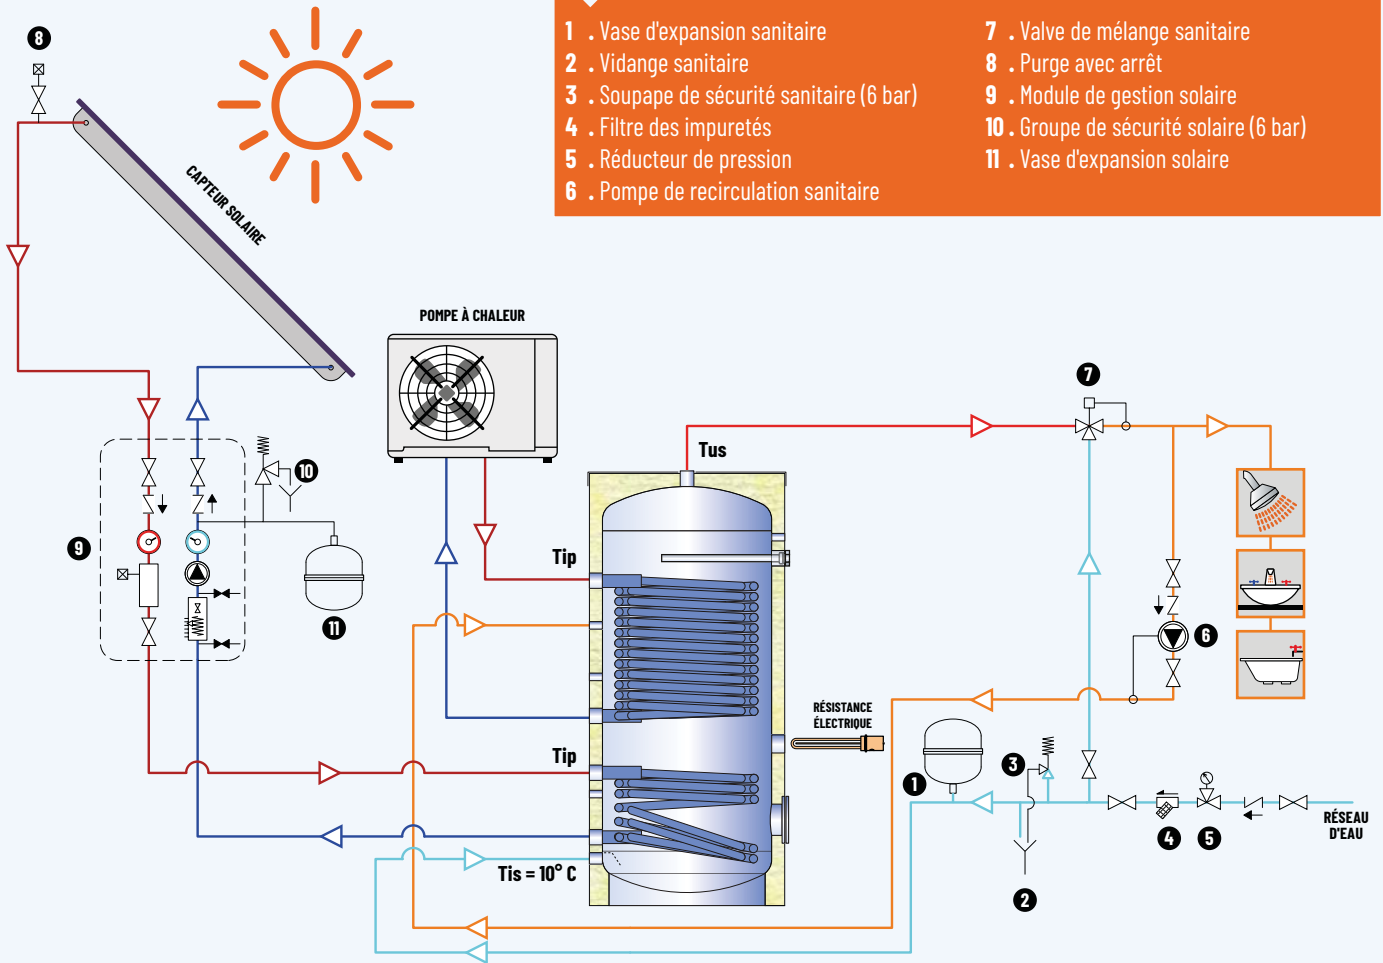 1 . Vase d'expansion sanitaire
2 . Vidange sanitaire
3 . Soupape de sécurité sanitaire (6 bar)
4 . Filtre des impuretés
5 . Réducteur de pression
6 . Pompe de recirculation sanitaire
7 . Valve de mélange sanitaire
8 . Purge avec arrêt
9 . Module de gestion solaire
10 . Groupe de sécurité solaire (6 bar)
11 . Vase d'expansion solaire
8
CAPTEUR SOLAIRE
POMPE À CHALEUR
7
Tus
10
9
Tip
11
6
RÉSISTANCE
ÉLECTRIQUE
Tip
3
1
RÉSEAU
D'EAU
4
5
Tis = 10° C
2